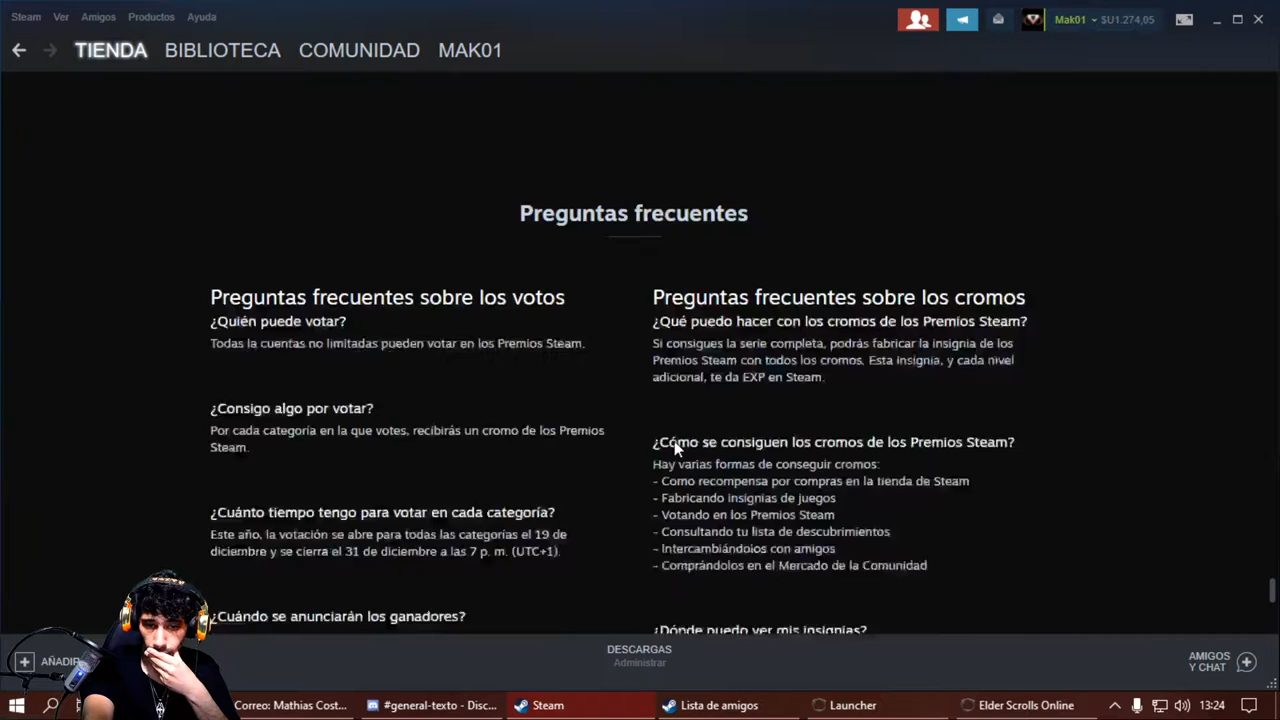 Steam Ver Amigos Productos Ayuda
Mak01 $U1.274,05
TIENDA BIBLIOTECA COMUNIDAD MAK01
Preguntas frecuentes
Preguntas frecuentes sobre los votos
¿Quién puede votar?
Todas la cuentas no limitadas pueden votar en los Premios Steam.
¿Consigo algo por votar?
Por cada categoría en la que votes, recibirás un cromo de los Premios
Steam.
¿Cuánto tiempo tengo para votar en cada categoría?
Este año, la votación se abre para todas las categorías el 19 de
diciembre y se cierra el 31 de diciembre a las 7 p. m. (UTC+1).
¿Cuándo se anunciarán los ganadores?
Preguntas frecuentes sobre los cromos
¿Qué puedo hacer con los cromos de los Premios Steam?
Si consigues la serie completa, podrás fabricar la insignia de los
Premios Steam con todos los cromos. Esta insignia, y cada nivel
adicional, te da EXP en Steam.
¿Cómo se consiguen los cromos de los Premios Steam?
Hay varias formas de conseguir cromos:
- Como recompensa por compras en la tienda de Steam
- Fabricando insignias de juegos
- Votando en los Premios Steam
- Consultando tu lista de descubrimientos
- Intercambiándolos con amigos
- Comprándolos en el Mercado de la Comunidad
¿Dónde puedo ver mis insignias?
AÑADIR
DESCARGAS
Administrar
AMIGOS
Y CHAT
Correo: Mathias Cost... #general-texto - Disc... Steam Lista de amigos Launcher Elder Scrolls Online 13:24